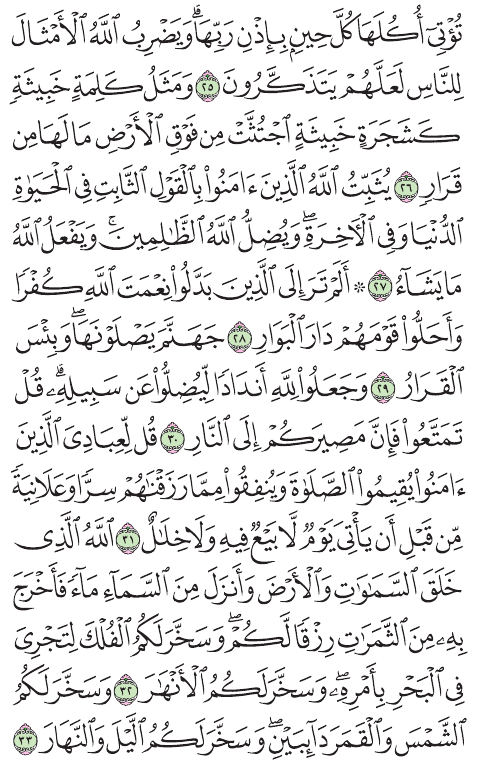 تُؤۡتِيٓ أُكُلَهَا كُلَّ حِينِۭ بِإِذۡنِ رَبِّهَاۗ وَيَضۡرِبُ ٱللَّهُ ٱلۡأَمۡثَالَ
لِلنَّاسِ لَعَلَّهُمۡ يَتَذَكَّرُونَ ٢٥ وَمَثَلُ كَلِمَةٍ خَبِيثَةٖ
كَشَجَرَةٍ خَبِيثَةٍ ٱجۡتُثَّتۡ مِن فَوۡقِ ٱلۡأَرۡضِ مَا لَهَا مِن
قَرَارٖ ٢٦ يُثَبِّتُ ٱللَّهُ ٱلَّذِينَ ءَامَنُواْ بِٱلۡقَوۡلِ ٱلثَّابِتِ فِي ٱلۡحَيَوٰةِ
ٱلدُّنۡيَا وَفِي ٱلۡأٓخِرَةِۖ وَيُضِلُّ ٱللَّهُ ٱلظَّٰلِمِينَۚ وَيَفۡعَلُ ٱللَّهُ
مَا يَشَآءُ ٢٧ ۞ أَلَمۡ تَرَ إِلَى ٱلَّذِينَ بَدَّلُواْ نِعۡمَتَ ٱللَّهِ كُفۡرٗا
وَأَحَلُّواْ قَوۡمَهُمۡ دَارَ ٱلۡبَوَارِ ٢٨ جَهَنَّمَ يَصۡلَوۡنَهَاۖ وَبِئۡسَ
ٱلۡقَرَارُ ٢٩ وَجَعَلُواْ لِلَّهِ أَندَادٗا لِّيُضِلُّواْ عَن سَبِيلِهِۦۗ قُلۡ
تَمَتَّعُواْ فَإِنَّ مَصِيرَكُمۡ إِلَى ٱلنَّارِ ٣٠ قُل لِّعِبَادِيَ ٱلَّذِينَ
ءَامَنُواْ يُقِيمُواْ ٱلصَّلَوٰةَ وَيُنفِقُواْ مِمَّا رَزَقۡنَٰهُمۡ سِرّٗا وَعَلَانِيَةٗ
مِّن قَبۡلِ أَن يَأۡتِيَ يَوۡمٞ لَّا بَيۡعٞ فِيهِ وَلَا خِلَٰلٌ ٣١ ٱللَّهُ ٱلَّذِي
خَلَقَ ٱلسَّمَٰوَٰتِ وَٱلۡأَرۡضَ وَأَنزَلَ مِنَ ٱلسَّمَآءِ مَآءٗ فَأَخۡرَجَ
بِهِۦ مِنَ ٱلثَّمَرَٰتِ رِزۡقٗا لَّكُمۡۖ وَسَخَّرَ لَكُمُ ٱلۡفُلۡكَ لِتَجۡرِيَ
فِي ٱلۡبَحۡرِ بِأَمۡرِهِۦۖ وَسَخَّرَ لَكُمُ ٱلۡأَنۡهَٰرَ ٣٢ وَسَخَّرَ لَكُمُ
ٱلشَّمۡسَ وَٱلۡقَمَرَ دَآئِبَيۡنِۖ وَسَخَّرَ لَكُمُ ٱلَّيۡلَ وَٱلنَّهَارَ ٣٣